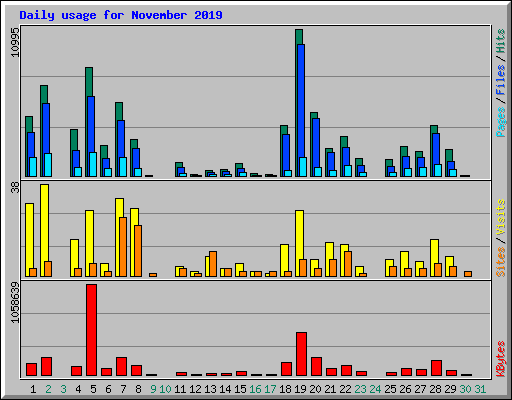 Daily usage for November 2019
10995
38
1058639
Pages / Files / Hits
Sites / Visits
KBytes
1 2 3 4 5 6 7 8 9 10 11 12 13 14 15 16 17 18 19 20 21 22 23 24 25 26 27 28 29 30 31